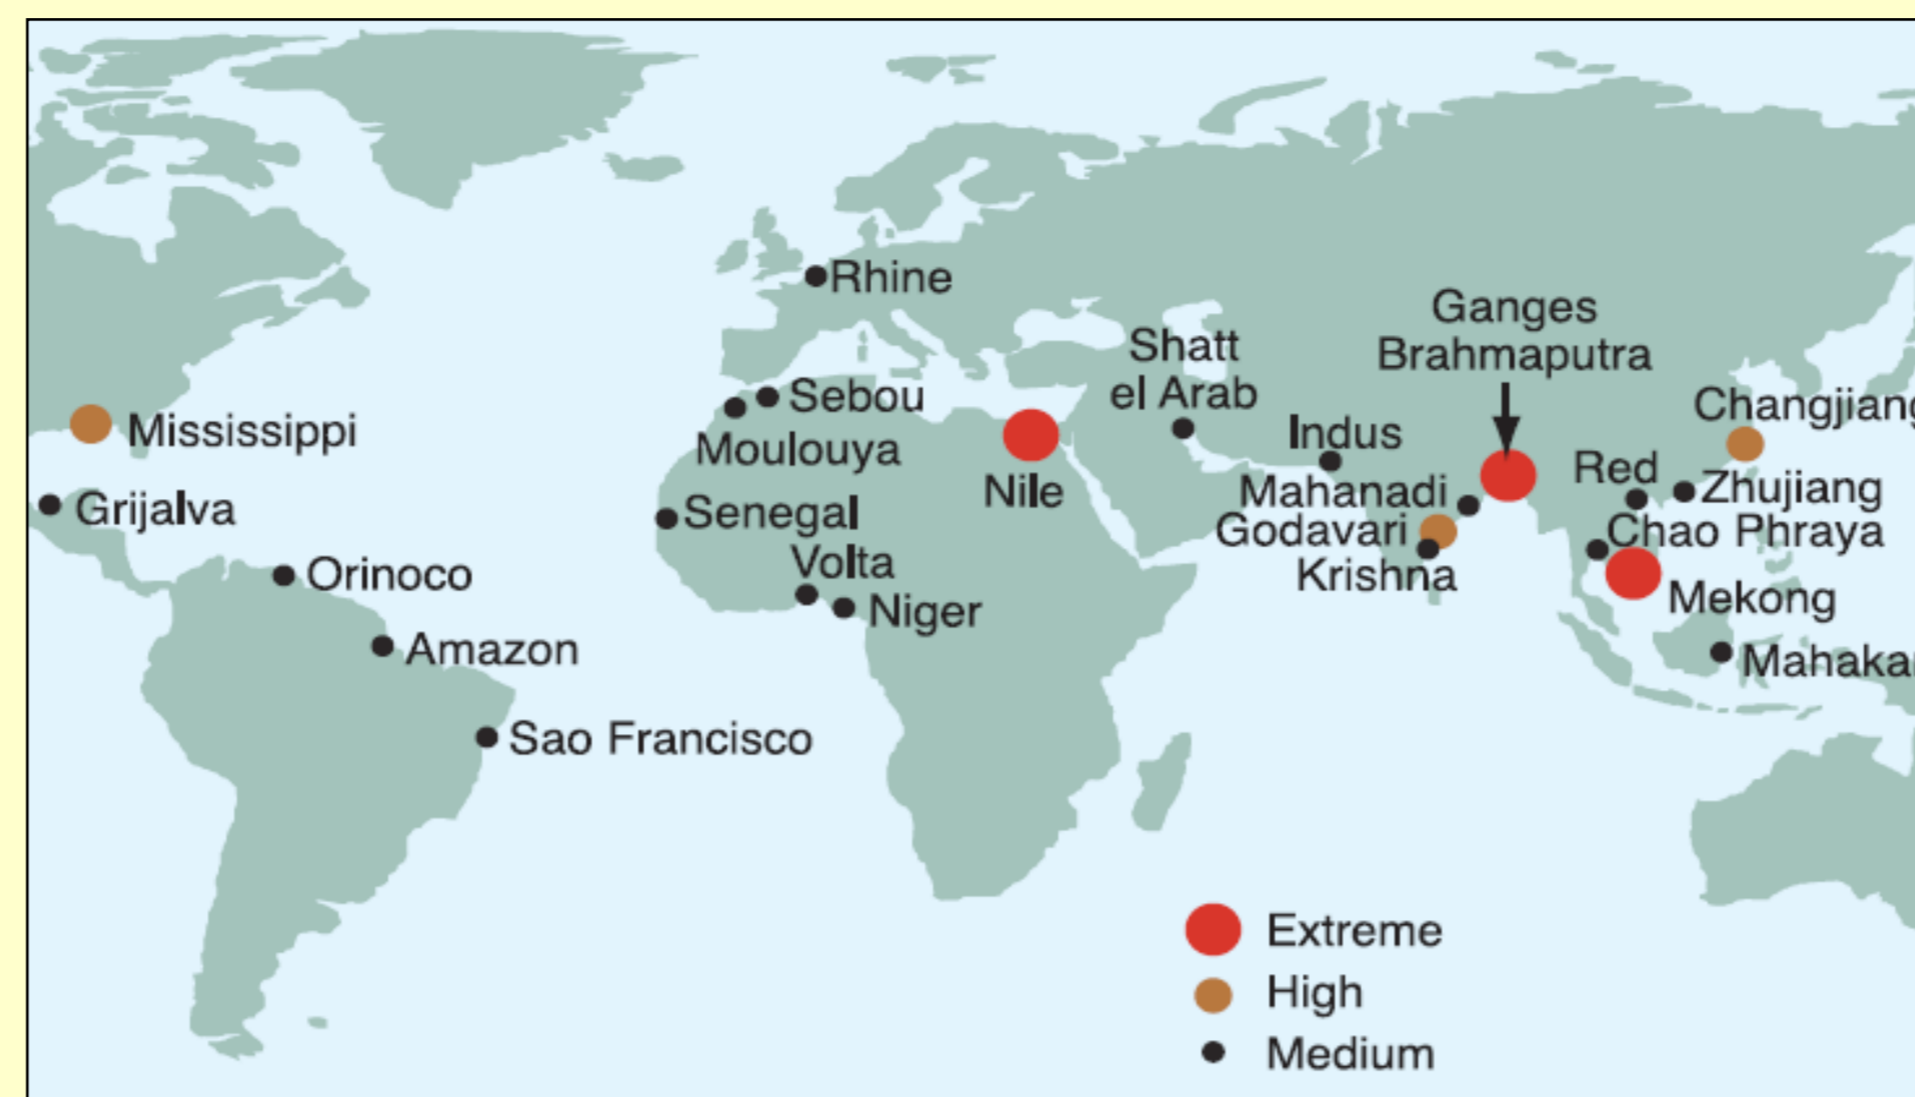 Rhine
Ganges
Brahmaputra
Shatt
el Arab
Sebou
Moulouya
Mississippi
Indus
Changjiang
Nile
Mahanadi
Red
Zhujiang
Grijalva
Senegal
Godavari
Chao Phraya
Volta
Krishna
Orinoco
Niger
Mekong
Amazon
Mahaka
Sao Francisco
Extreme
High
Medium